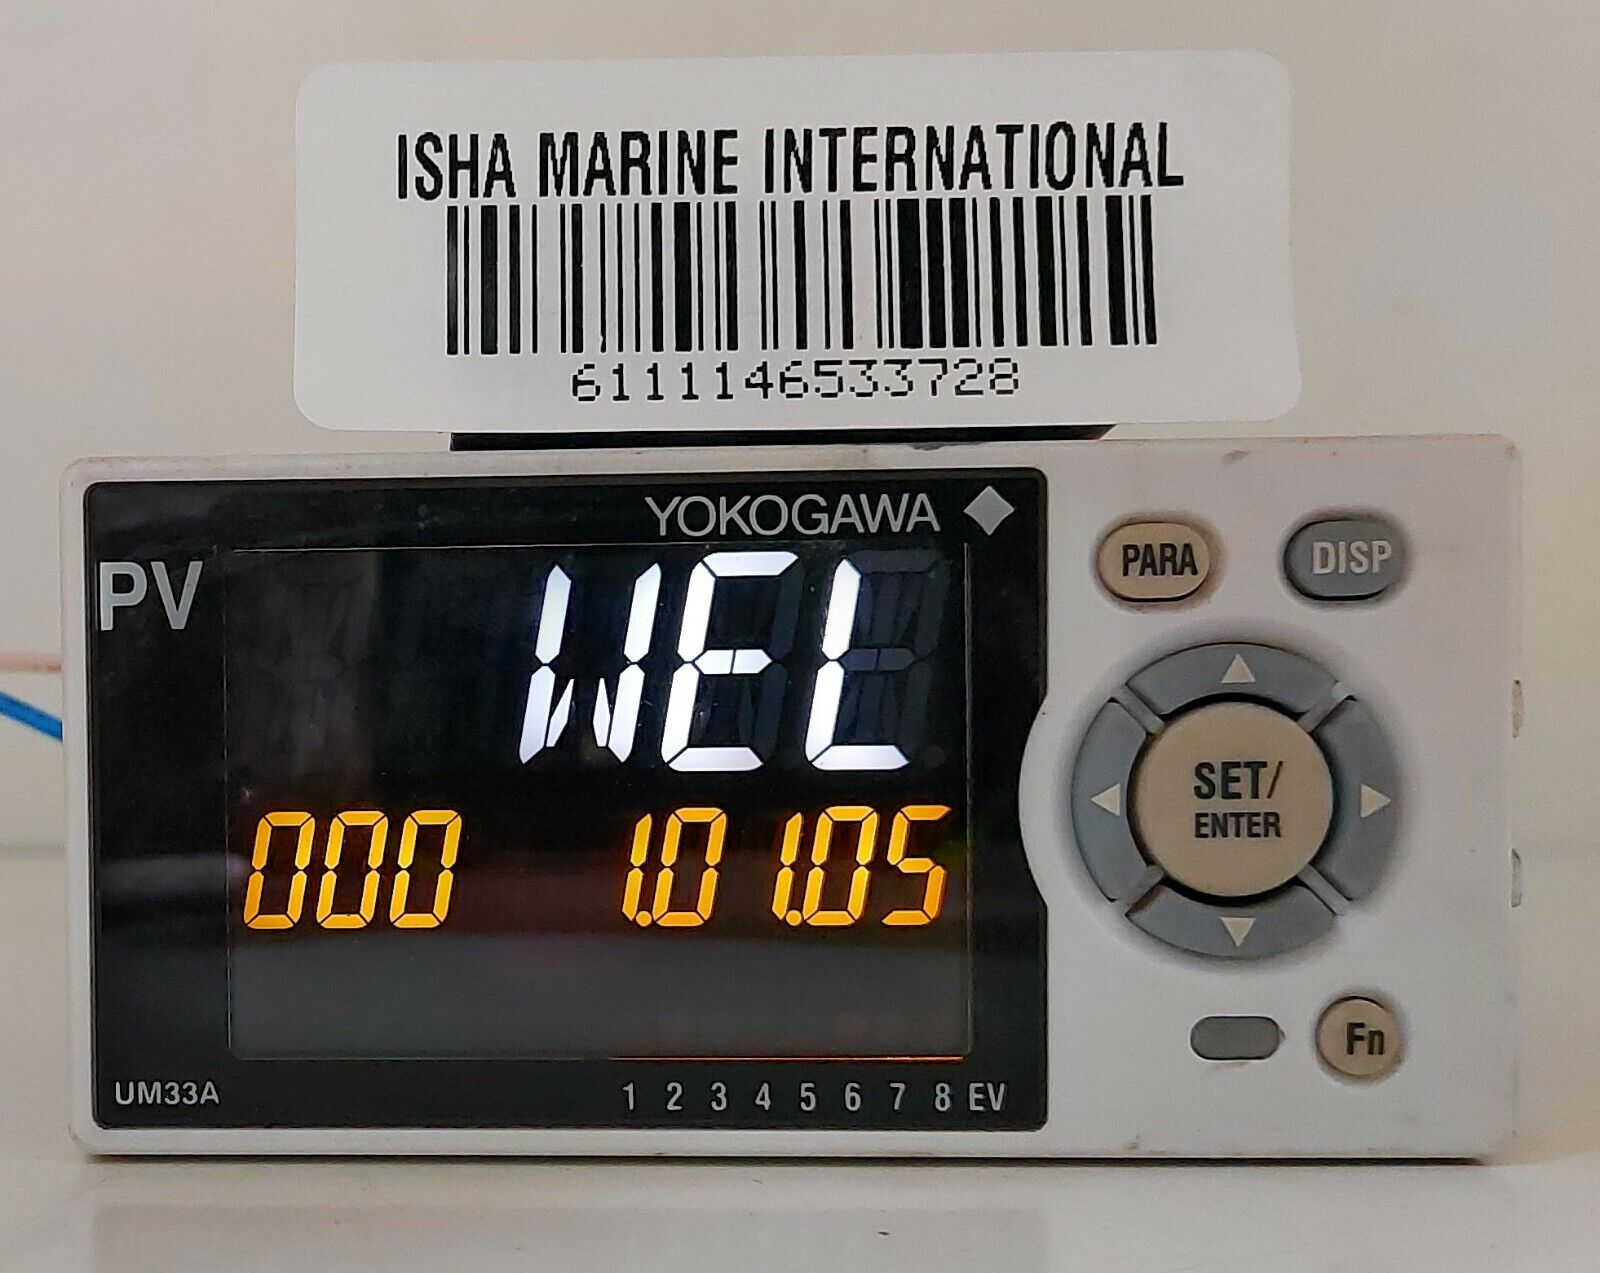 ISHA MARINE INTERNATIONAL
6111146533728
YOKOGAWA
PV
WEL
000 1.01.05
UM33A
1 2 3 4 5 6 7 8 EV
PARA
DISP
SET/
ENTER
Fn